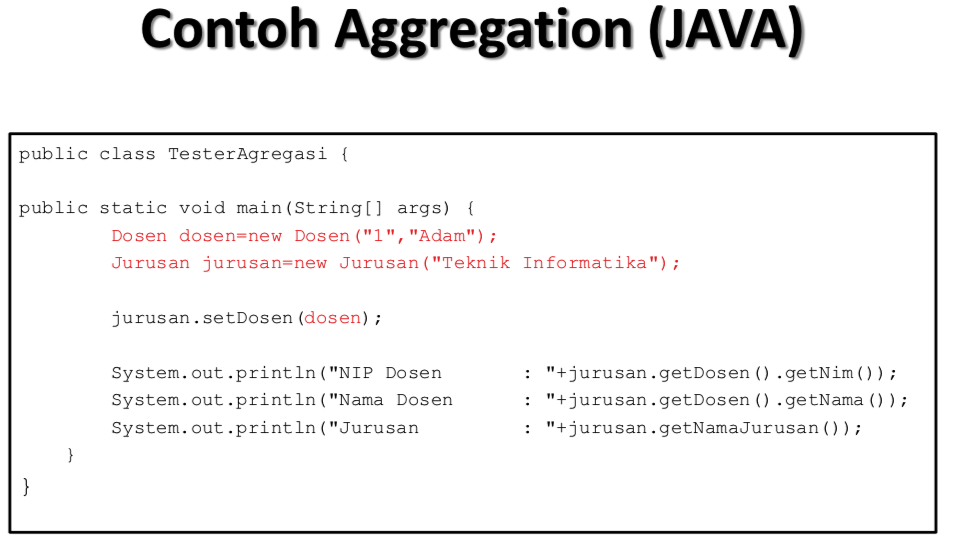 Contoh Aggregation (JAVA)
public class TesterAgregasi {
public static void main(String[] args) {
Dosen dosen=new Dosen("1","Adam");
Jurusan jurusan=new Jurusan("Teknik Informatika");
jurusan.setDosen(dosen);
System.out.println("NIP Dosen : "+jurusan.getDosen().getNim());
System.out.println("Nama Dosen : "+jurusan.getDosen().getNama());
System.out.println("Jurusan : "+jurusan.getNamaJurusan());
}
}